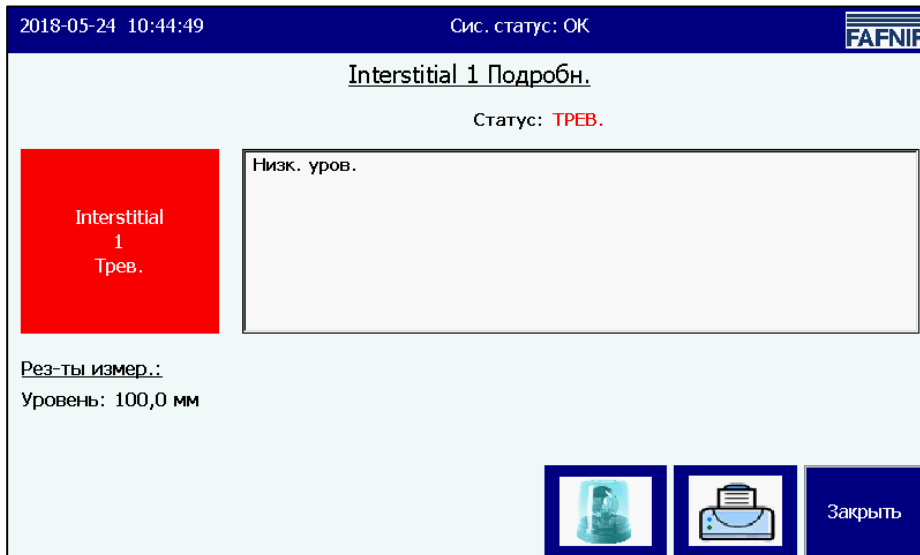 2018-05-24 10:44:49 Сис. статус: OK
Interstitial 1 Подробн.
Статус: ТРЕВ.
Низк. уров.
Interstitial
1
Трев.
Рез-ты измер.:
Уровень: 100,0 мм
Закрыть